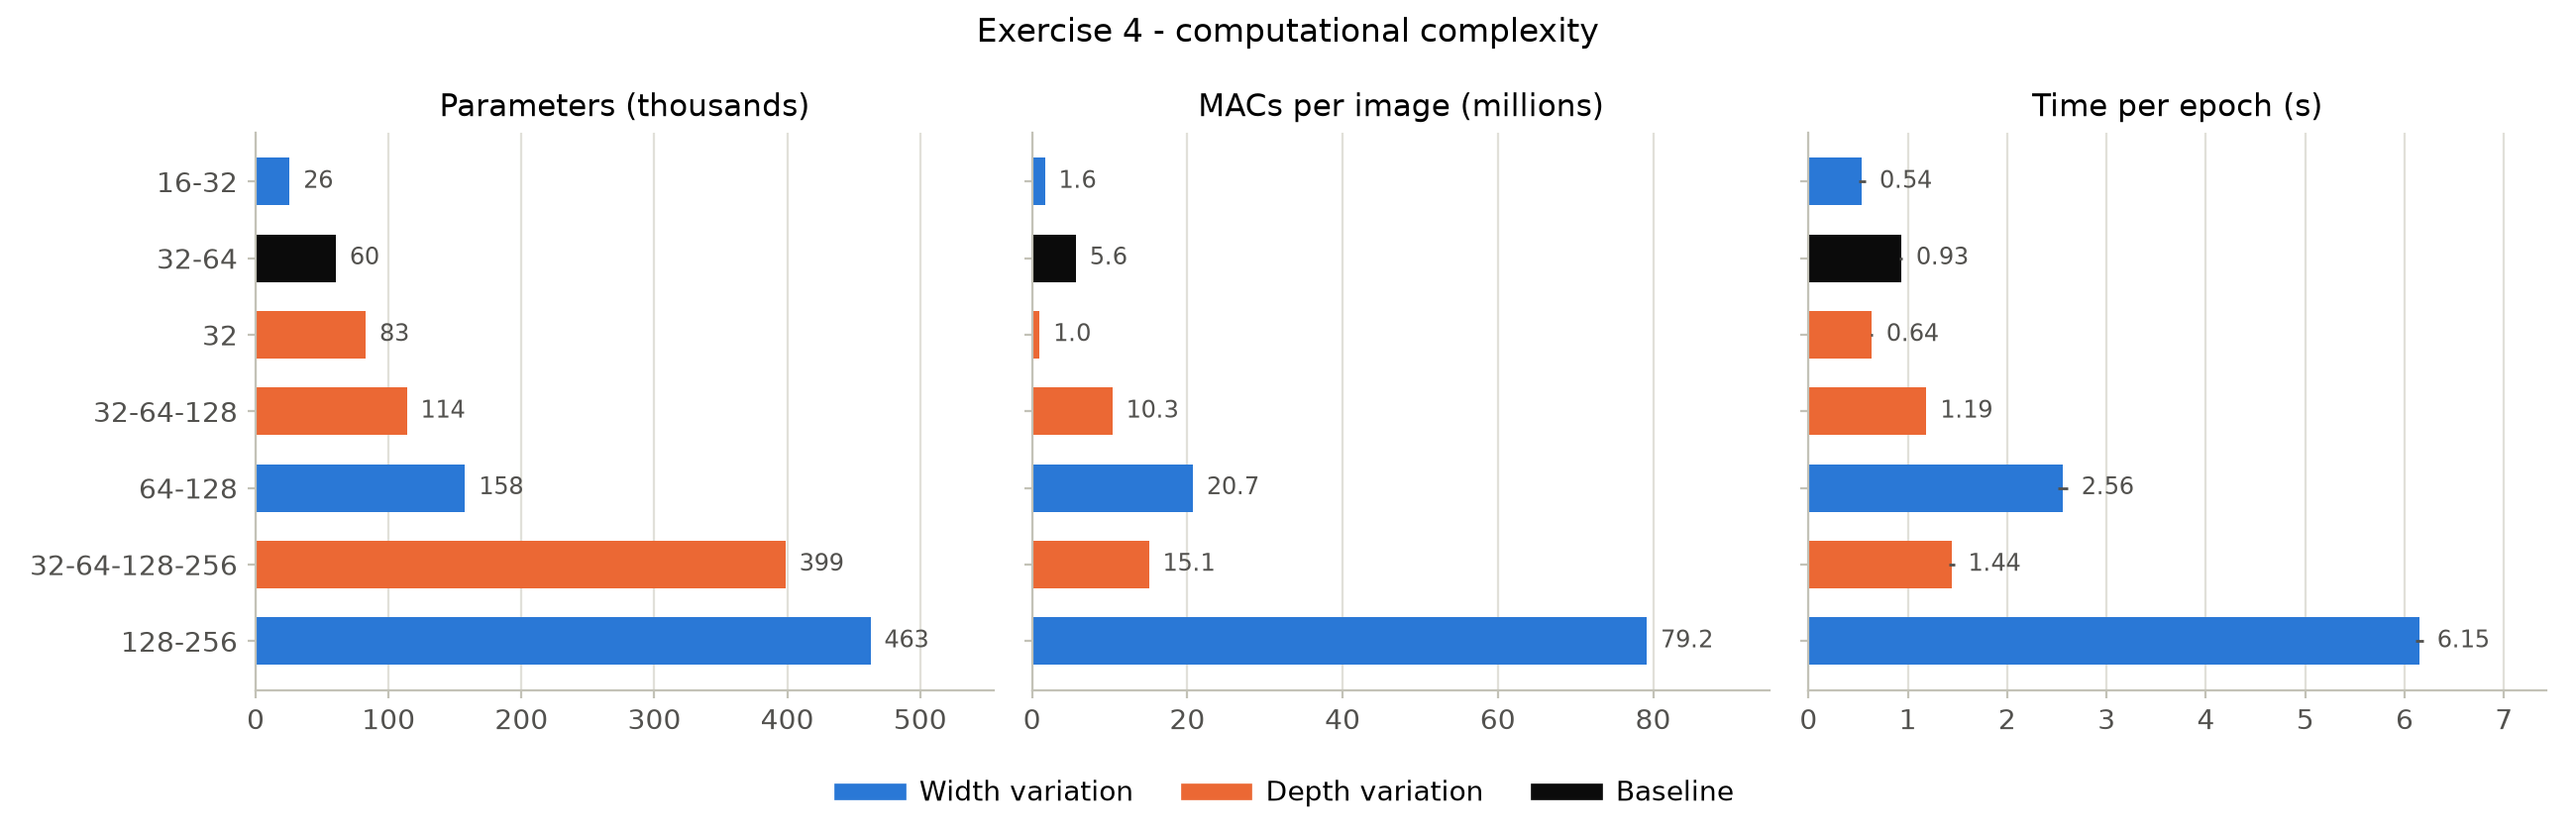 Exercise 4 - computational complexity
Parameters (thousands)
MACs per image (millions)
Time per epoch (s)
16-32 26 1.6 0.54
32-64 60 5.6 0.93
32 83 1.0 0.64
32-64-128 114 10.3 1.19
64-128 158 20.7 2.56
32-64-128-256 399 15.1 1.44
128-256 463 79.2 6.15
0 100 200 300 400 500
0 20 40 60 80
0 1 2 3 4 5 6 7
Width variation
Depth variation
Baseline